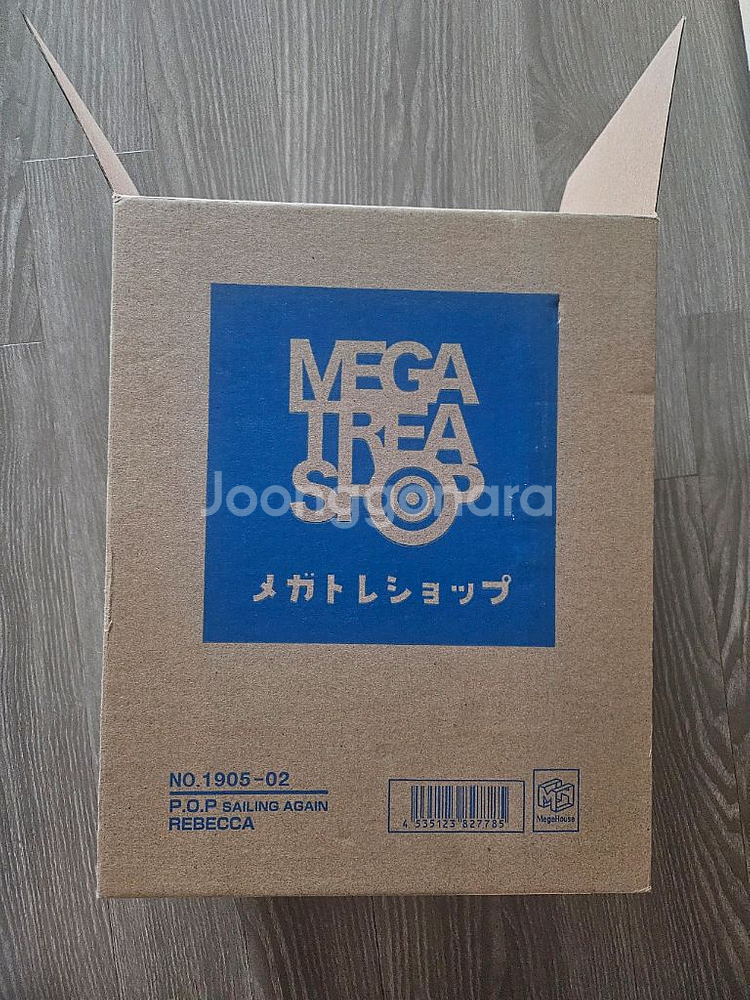 MEGA
TREA
SHOP
Joonggonara
メガトレショップ
NO.1905-02
P.O.P SAILING AGAIN
REBECCA
4 535123 827785
MegaHouse